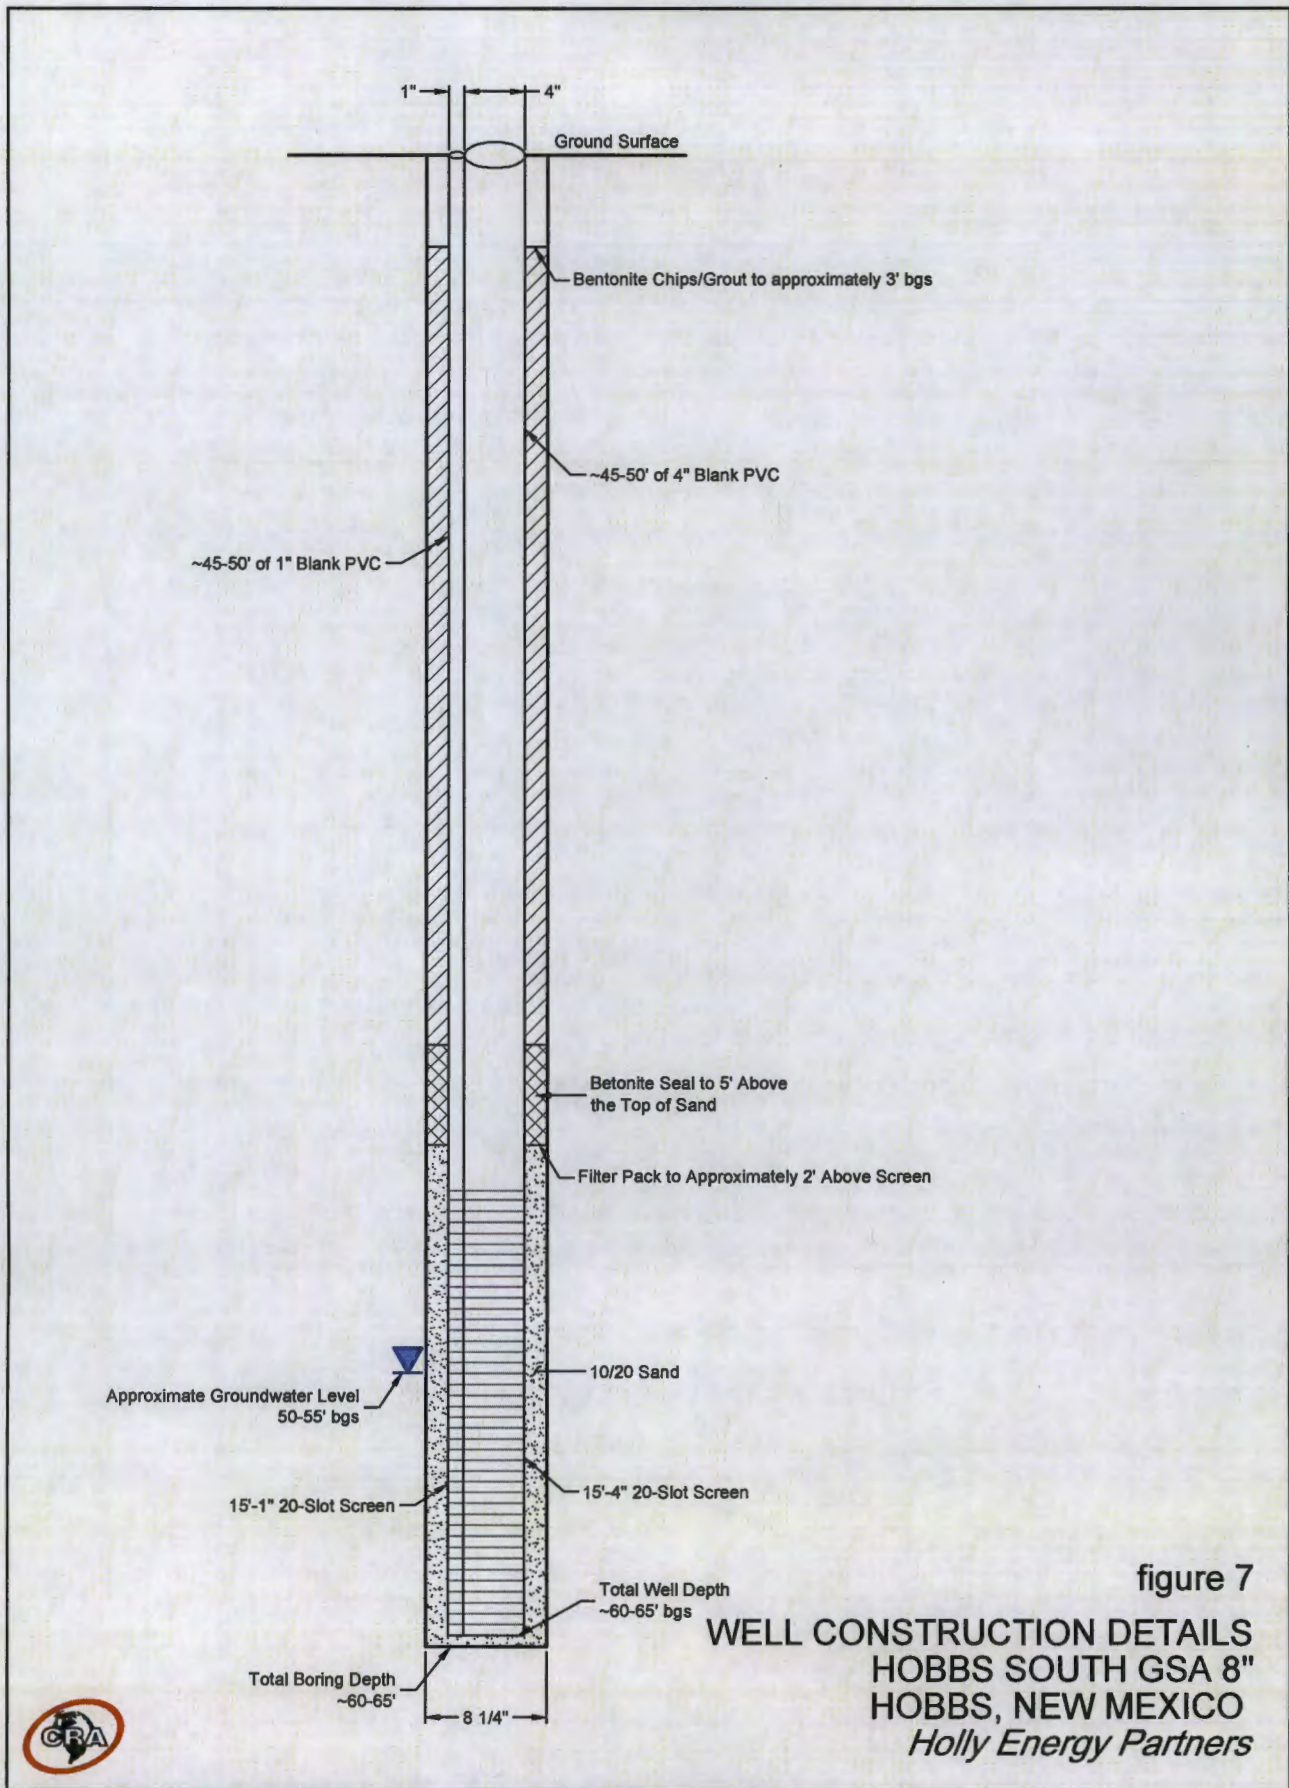 1"
4"
Ground Surface
Bentonite Chips/Grout to approximately 3' bgs
~45-50' of 4" Blank PVC
~45-50' of 1" Blank PVC
Betonite Seal to 5' Above
the Top of Sand
Filter Pack to Approximately 2' Above Screen
10/20 Sand
Approximate Groundwater Level
50-55' bgs
15'-4" 20-Slot Screen
15'-1" 20-Slot Screen
Total Well Depth
~60-65' bgs
Total Boring Depth
~60-65'
8 1/4"
figure 7
WELL CONSTRUCTION DETAILS
HOBBS SOUTH GSA 8"
HOBBS, NEW MEXICO
Holly Energy Partners
CRA